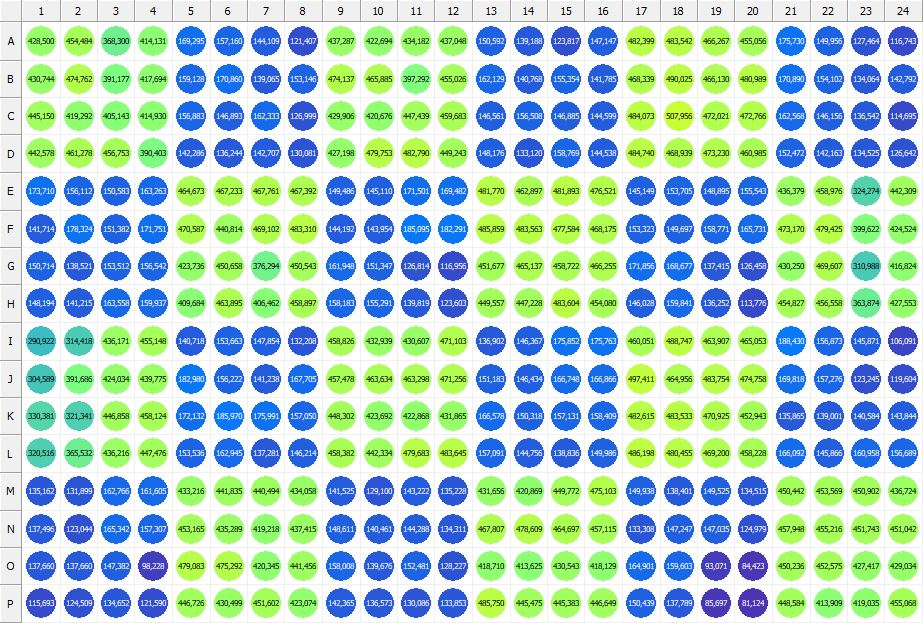 1 2 3 4 5 6 7 8 9 10 11 12 13 14 15 16 17 18 19 20 21 22 23 24
A 428,500 454,484 368,300 414,131 169,295 157,160 144,109 121,407 437,287 422,694 434,182 437,048 150,592 139,188 123,817 147,147 482,399 483,542 466,267 455,056 175,730 149,956 127,464 116,743
B 430,744 474,762 391,177 417,694 159,128 170,860 139,065 153,146 474,137 465,885 397,292 455,026 162,129 140,768 155,354 141,785 468,339 490,025 466,130 480,989 170,890 154,102 134,064 142,792
C 445,150 419,292 405,143 414,930 156,883 146,893 162,333 126,999 429,906 420,676 447,439 459,683 146,561 156,508 146,885 144,599 484,073 507,956 472,021 472,766 162,568 146,156 136,542 114,695
D 442,578 461,278 456,753 390,403 142,286 136,244 142,707 130,081 427,198 479,753 482,790 449,243 148,176 133,120 158,769 144,538 484,740 468,939 473,230 460,985 152,472 142,163 134,525 126,642
E 173,710 156,112 150,583 163,263 464,673 467,233 467,761 467,392 149,486 145,110 171,501 169,482 481,770 462,897 481,893 476,521 145,149 153,705 148,895 155,543 436,379 458,976 324,274 442,309
F 141,714 178,324 151,382 171,751 470,587 440,814 469,102 483,310 144,192 143,954 185,095 182,291 485,859 483,563 477,584 468,175 153,323 149,697 158,771 165,731 473,170 479,425 399,622 424,524
G 150,714 138,521 153,512 156,542 423,736 450,658 376,294 450,543 161,948 151,347 126,814 116,956 451,677 465,137 458,722 466,255 171,856 168,677 137,415 126,458 430,250 469,607 310,988 416,824
H 148,194 141,215 163,558 159,937 409,684 463,895 406,462 458,897 158,183 155,291 139,819 123,603 449,557 447,228 483,604 454,080 146,028 159,841 136,252 113,776 454,827 456,558 363,874 427,553
I 290,922 314,418 436,171 455,148 140,718 153,663 147,854 132,208 458,826 432,939 430,607 471,103 136,902 146,367 175,852 175,763 460,051 488,747 463,907 465,053 188,430 156,873 145,871 106,091
J 304,589 391,686 424,034 439,775 182,980 156,222 141,238 167,705 457,478 463,634 463,298 471,256 151,183 146,434 166,748 166,866 497,411 464,956 483,754 474,758 169,818 157,276 123,245 119,604
K 330,381 321,341 446,858 458,124 172,132 185,970 175,991 157,050 448,302 423,692 422,868 431,865 166,578 150,318 157,131 158,409 482,615 483,533 470,925 452,943 135,865 139,001 140,584 143,844
L 320,516 365,532 436,216 447,476 153,536 162,945 137,281 146,214 458,382 442,334 479,683 483,645 157,091 144,756 138,836 149,986 486,198 480,455 469,200 458,228 166,092 145,866 160,958 156,689
M 135,162 131,899 162,766 161,605 433,216 441,835 440,494 434,058 141,525 129,100 143,222 135,228 431,656 420,869 449,772 475,103 149,938 138,401 149,525 134,515 450,442 453,569 450,902 436,724
N 137,496 123,044 165,342 157,307 453,165 435,289 419,218 437,415 148,611 140,461 144,288 134,311 467,807 478,609 464,697 457,115 133,308 147,247 147,035 124,979 457,948 455,216 451,743 451,042
O 137,660 137,660 147,382 98,228 479,083 475,292 420,345 441,456 158,008 139,676 152,481 128,227 418,710 413,625 430,543 418,129 164,901 159,603 93,071 84,423 450,236 452,575 427,417 429,034
P 115,693 124,509 134,652 121,590 446,726 430,499 451,602 423,074 142,365 136,573 130,086 133,853 485,750 445,475 445,383 446,649 150,439 137,789 85,697 81,124 448,584 413,909 419,035 455,068